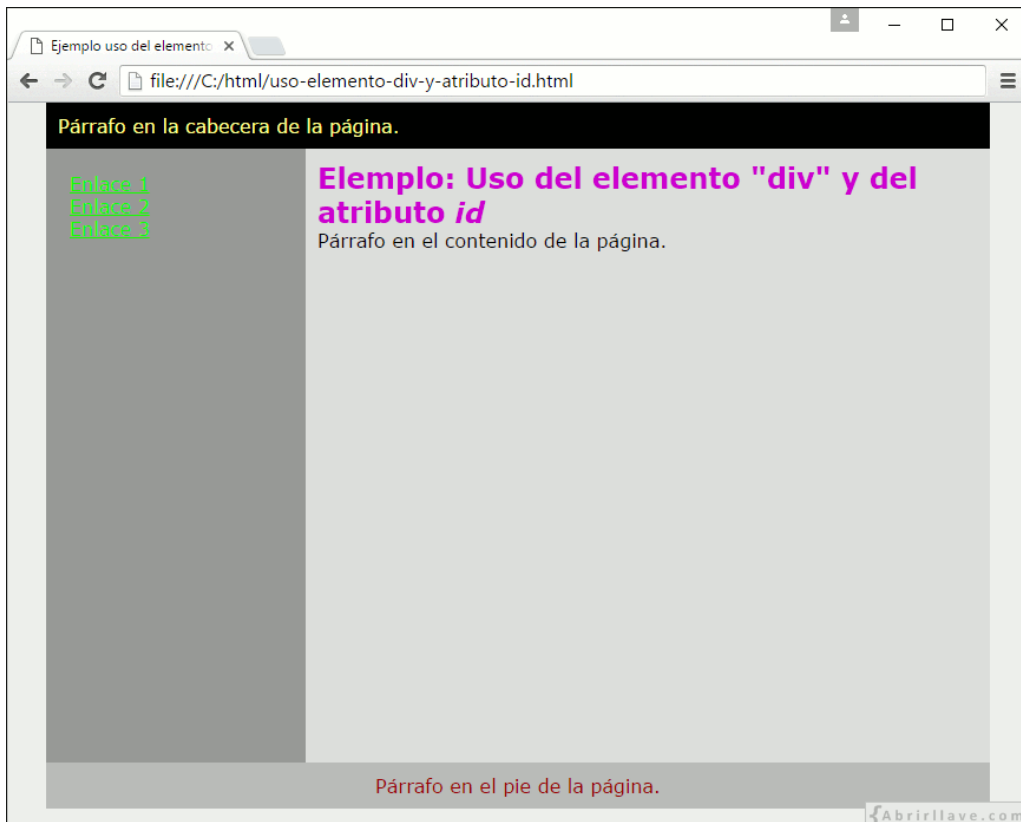 Ejemplo uso del elemento
file:///C:/html/uso-elemento-div-y-atributo-id.html
Párrafo en la cabecera de la página.
Enlace 1
Enlace 2
Enlace 3
Elemplo: Uso del elemento "div" y del
atributo id
Párrafo en el contenido de la página.
Párrafo en el pie de la página.
{Abrirllave.com